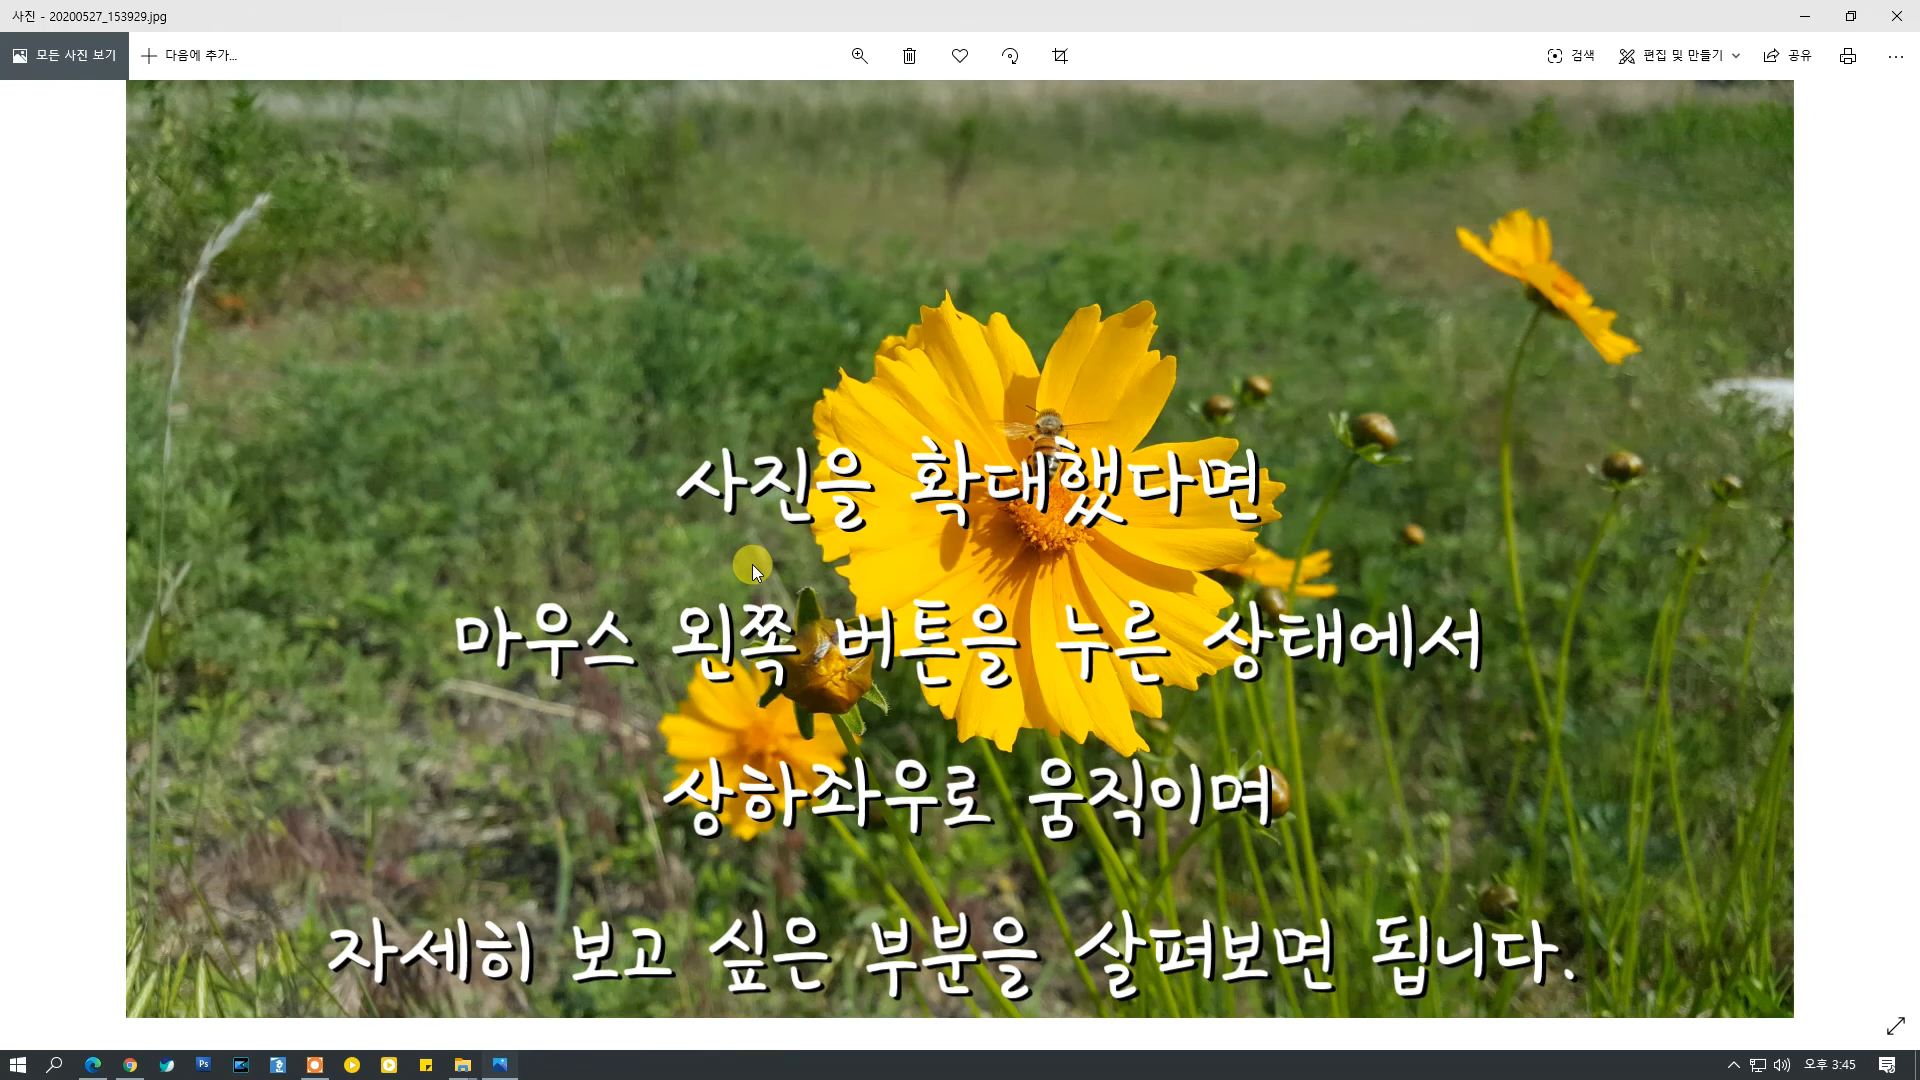 사진 - 20200527_153929.jpg
모든 사진 보기
다음에 추가...
검색
편집 및 만들기
공유
사진을 확대했다면
마우스 왼쪽 버튼을 누른 상태에서
상하좌우로 움직이며
자세히 보고 싶은 부분을 살펴보면 됩니다.
Ps
오후 3:45